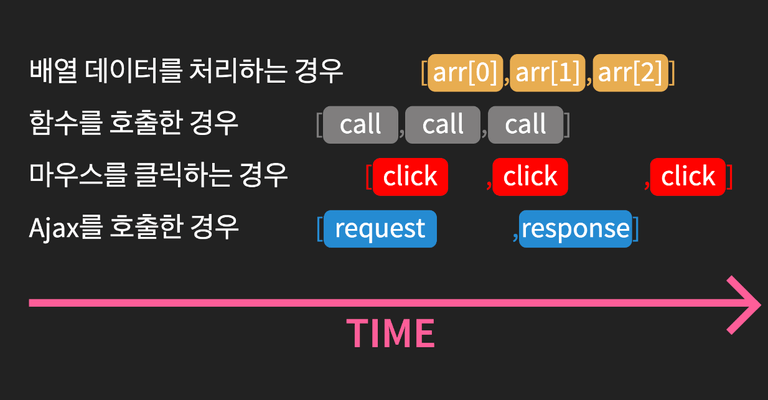 배열 데이터를 처리하는 경우 [arr[0],arr[1],arr[2]]
함수를 호출한 경우 [call,call,call]
마우스를 클릭하는 경우 [click ,click ,click]
Ajax를 호출한 경우 [request ,response]
TIME